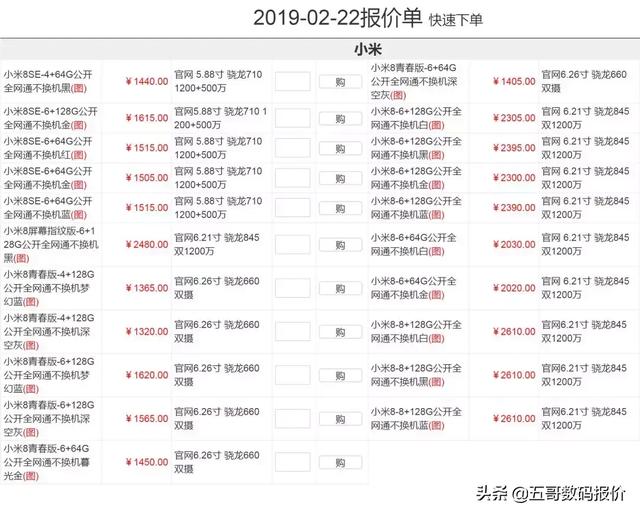 2019-02-22报价单 快速下单
小米
小米8SE-4+64G公开
全网通不换机黑(图)
￥1440.00
官网 5.88寸 骁龙710
1200+500万
购
小米8青春版-6+64G
公开全网通不换机深
空灰(图)
￥1405.00
官网6.26寸 骁龙660
双摄
小米8SE-6+128G公开
全网通不换机金(图)
￥1615.00
官网5.88寸 骁龙710 1
200+500万
购
小米8-6+128G公开全
网通不换机白(图)
￥2305.00
官网 6.21寸 骁龙845
双1200万
小米8SE-6+64G公开
全网通不换机红(图)
￥1515.00
官网 5.88寸 骁龙710
1200+500万
购
小米8-6+128G公开全
网通不换机黑(图)
￥2395.00
官网 6.21寸 骁龙845
双1200万
小米8SE-6+64G公开
全网通不换机金(图)
￥1505.00
官网 5.88寸 骁龙710
1200+500万
购
小米8-6+128G公开全
网通不换机金(图)
￥2300.00
官网 6.21寸 骁龙845
双1200万
小米8SE-6+64G公开
全网通不换机蓝(图)
￥1515.00
官网 5.88寸 骁龙710
1200+500万
购
小米8-6+128G公开全
网通不换机蓝(图)
￥2390.00
官网 6.21寸 骁龙845
双1200万
小米8屏幕指纹版-6+1
28G公开全网通不换机
黑(图)
￥2480.00
官网6.21寸 骁龙845
双1200万
购
小米8-6+64G公开全
网通不换机白(图)
￥2030.00
官网 6.21寸 骁龙845
双1200万
小米8青春版-4+128G
公开全网通不换机梦
幻蓝(图)
￥1365.00
官网6.26寸 骁龙660
双摄
购
小米8-6+64G公开全
网通不换机金(图)
￥2020.00
官网 6.21寸 骁龙845
双1200万
小米8青春版-4+128G
公开全网通不换机深
空灰(图)
￥1320.00
官网6.26寸 骁龙660
双摄
购
小米8-8+128G公开全
网通不换机白(图)
￥2610.00
官网6.21寸 骁龙845
双1200万
小米8青春版-6+128G
公开全网通不换机梦
幻蓝(图)
￥1620.00
官网6.26寸 骁龙660
双摄
购
小米8-8+128G公开全
网通不换机黑(图)
￥2610.00
官网6.21寸 骁龙845
双1200万
小米8青春版-6+128G
公开全网通不换机深
空灰(图)
￥1565.00
官网6.26寸 骁龙660
双摄
购
小米8-8+128G公开全
网通不换机蓝(图)
￥2610.00
官网6.21寸 骁龙845
双1200万
小米8青春版-6+64G
公开全网通不换机暮
光金(图)
￥1450.00
官网6.26寸 骁龙660
双摄
购
头条 @五哥数码报价